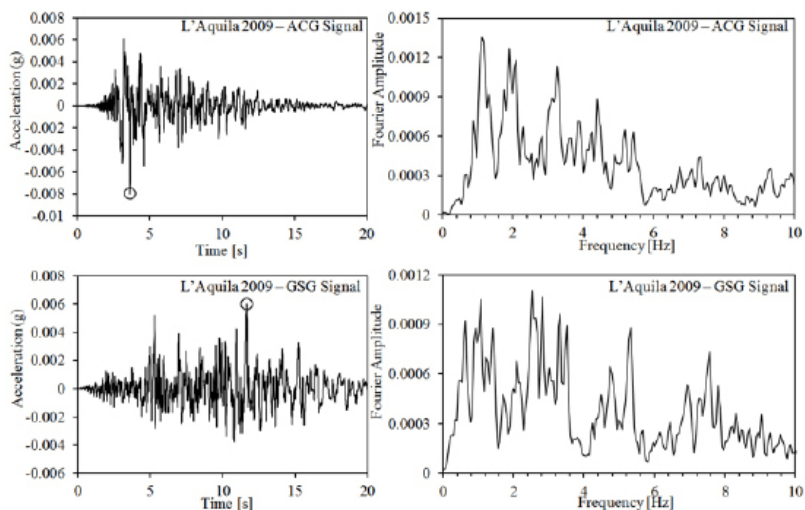 L'Aquila 2009 – ACG Signal
0.008
0.006
0.004
0.002
0
-0.002
-0.004
-0.006
-0.008
-0.01
Acceleration (g)
0 5 10 15 20
Time [s]
L'Aquila 2009 – ACG Signal
0.0015
0.0012
0.0009
0.0006
0.0003
0
Fourier Amplitude
0 2 4 6 8 10
Frequency [Hz]
L'Aquila 2009 – GSG Signal
0.008
0.006
0.004
0.002
0
-0.002
-0.004
-0.006
Acceleration (g)
0 5 10 15 20
Time [s]
L'Aquila 2009 – GSG Signal
0.0012
0.0009
0.0006
0.0003
0
Fourier Amplitude
0 2 4 6 8 10
Frequency [Hz]